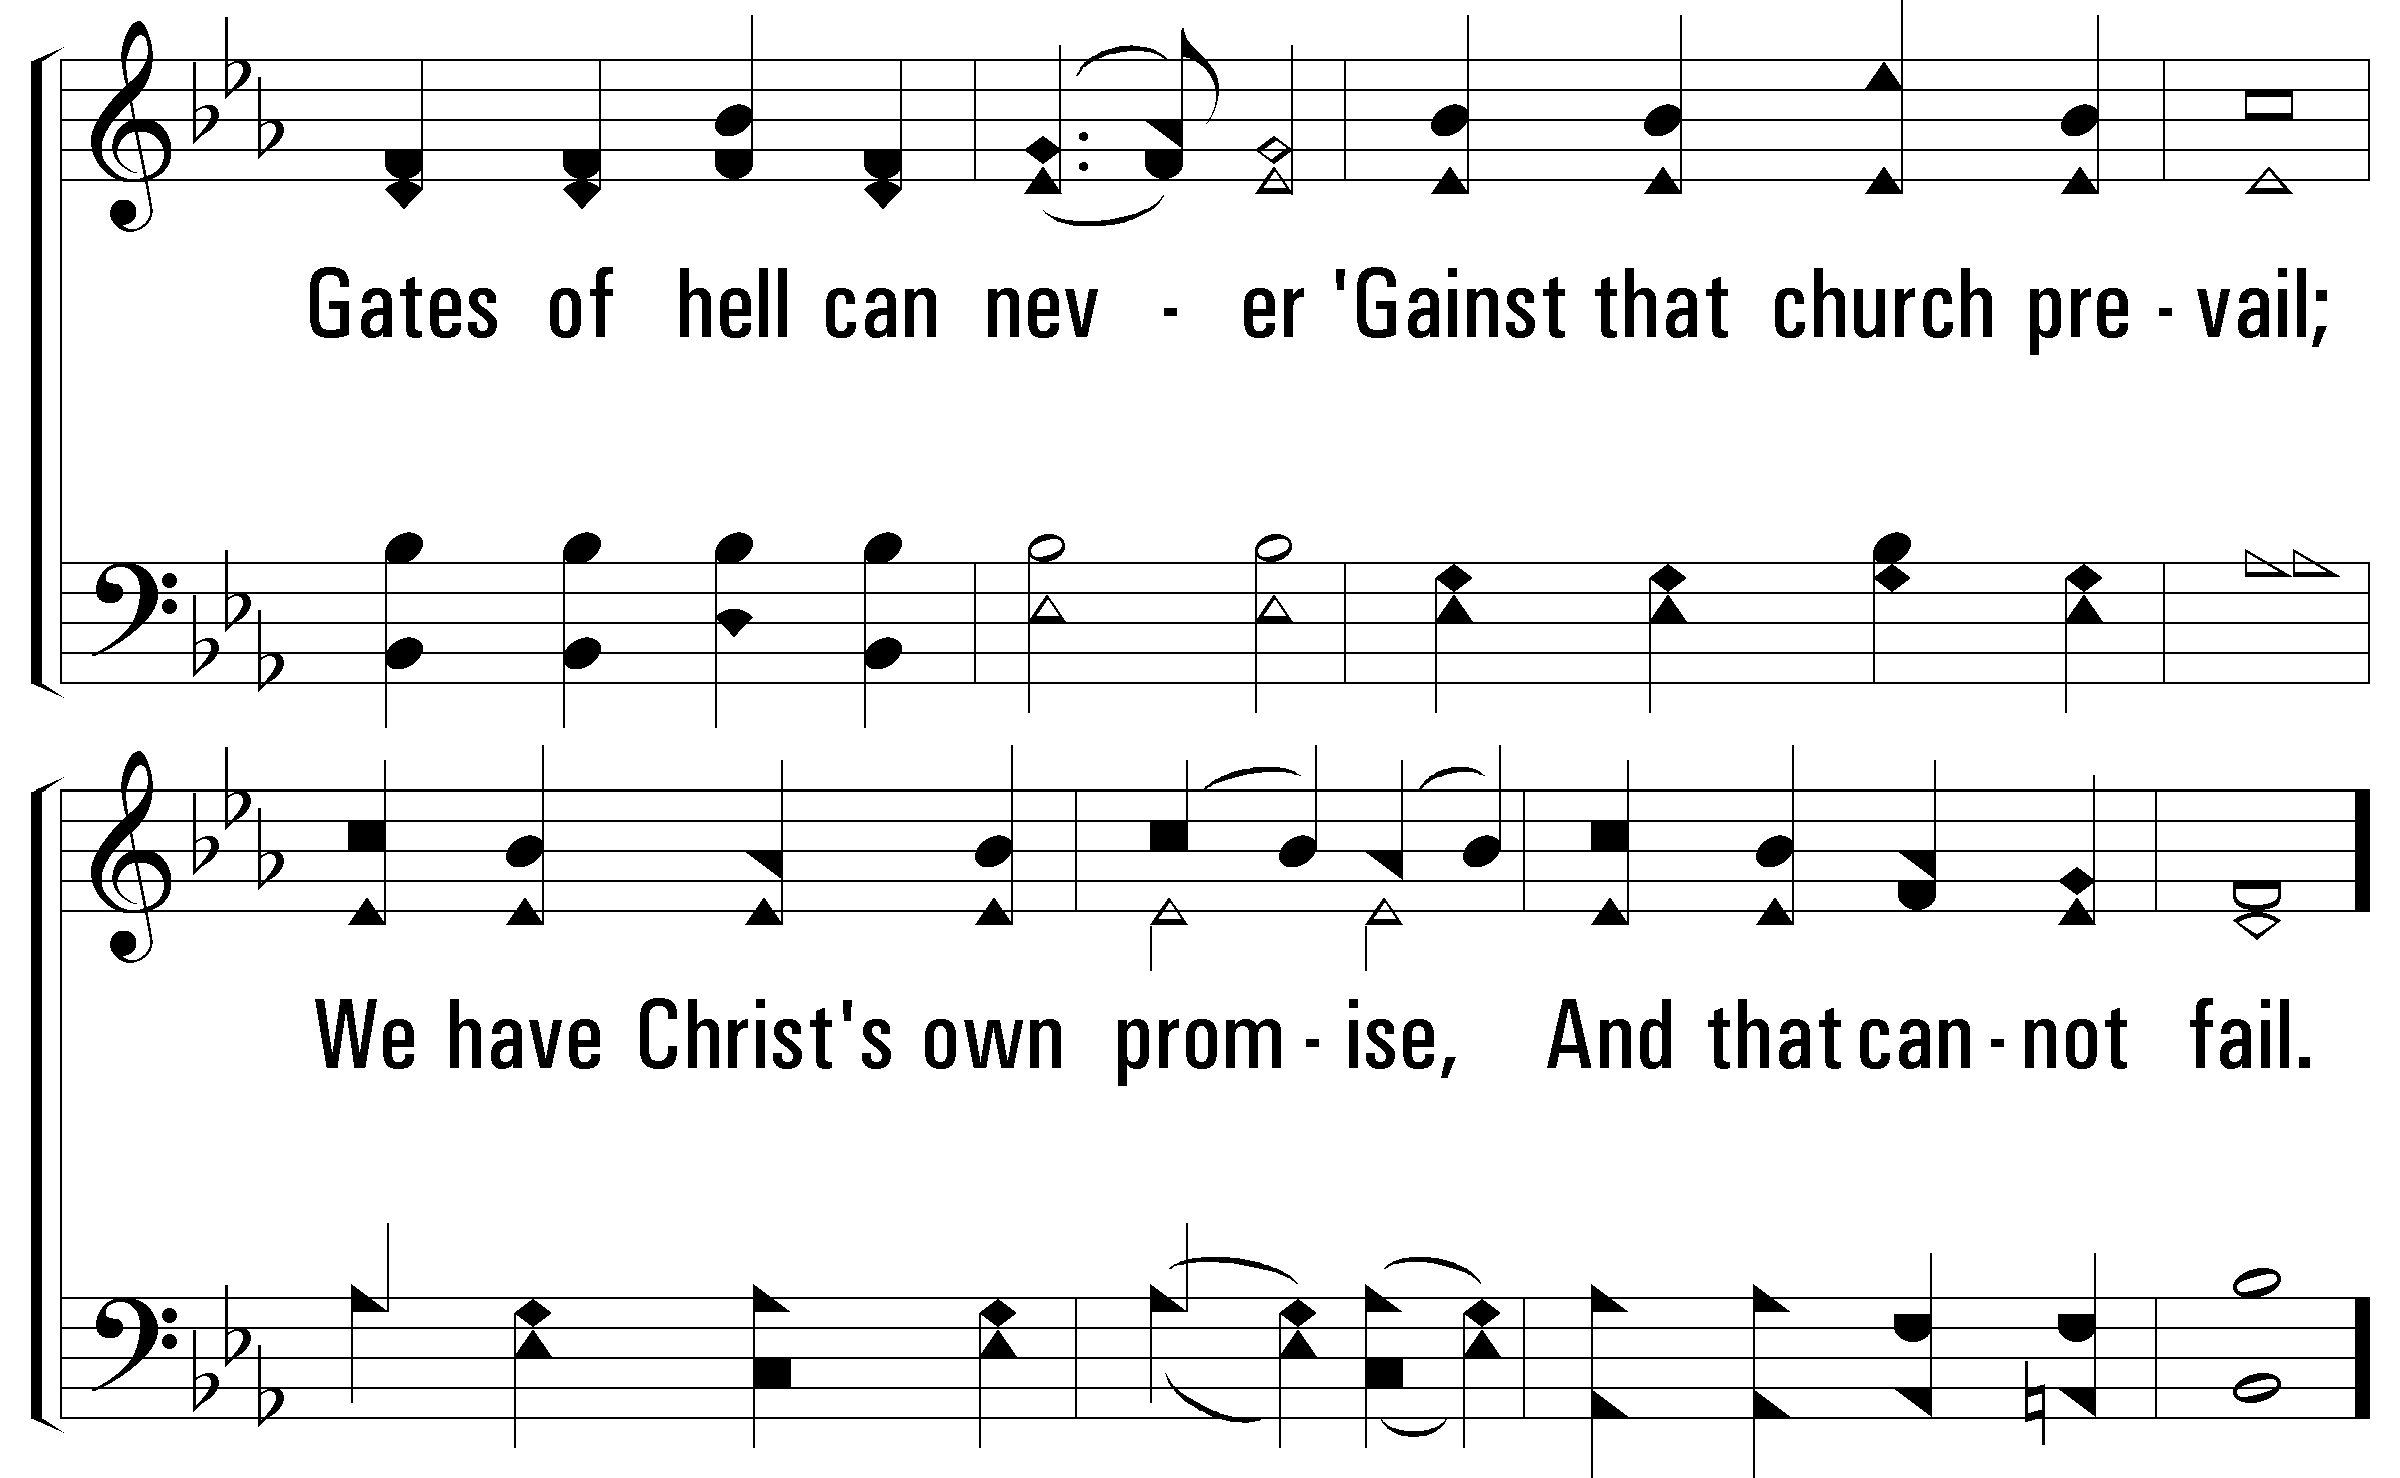 Gates of hell can nev - er 'Gainst that church pre - vail;
We have Christ's own prom - ise, And that can - not fail.